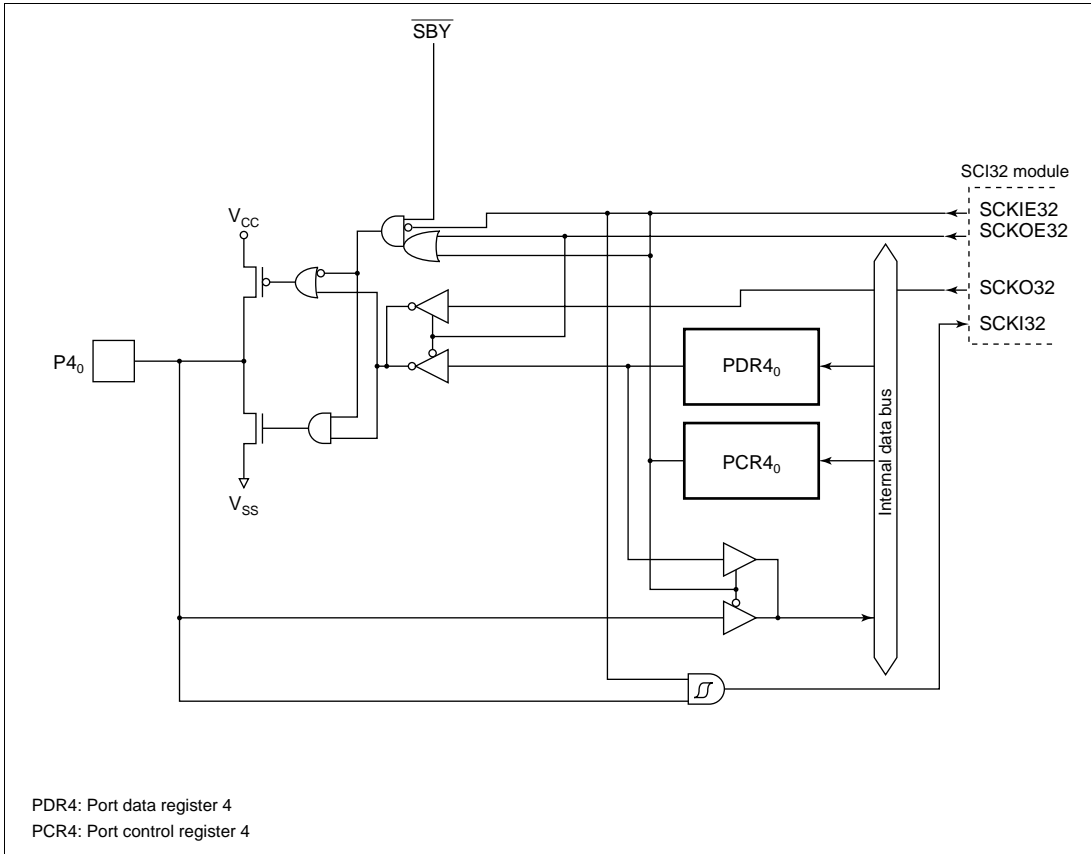 SBY
SCI32 module
SCKIE32
SCKOE32
SCKO32
SCKI32
VCC
P40
VSS
PDR40
PCR40
Internal data bus
PDR4: Port data register 4
PCR4: Port control register 4